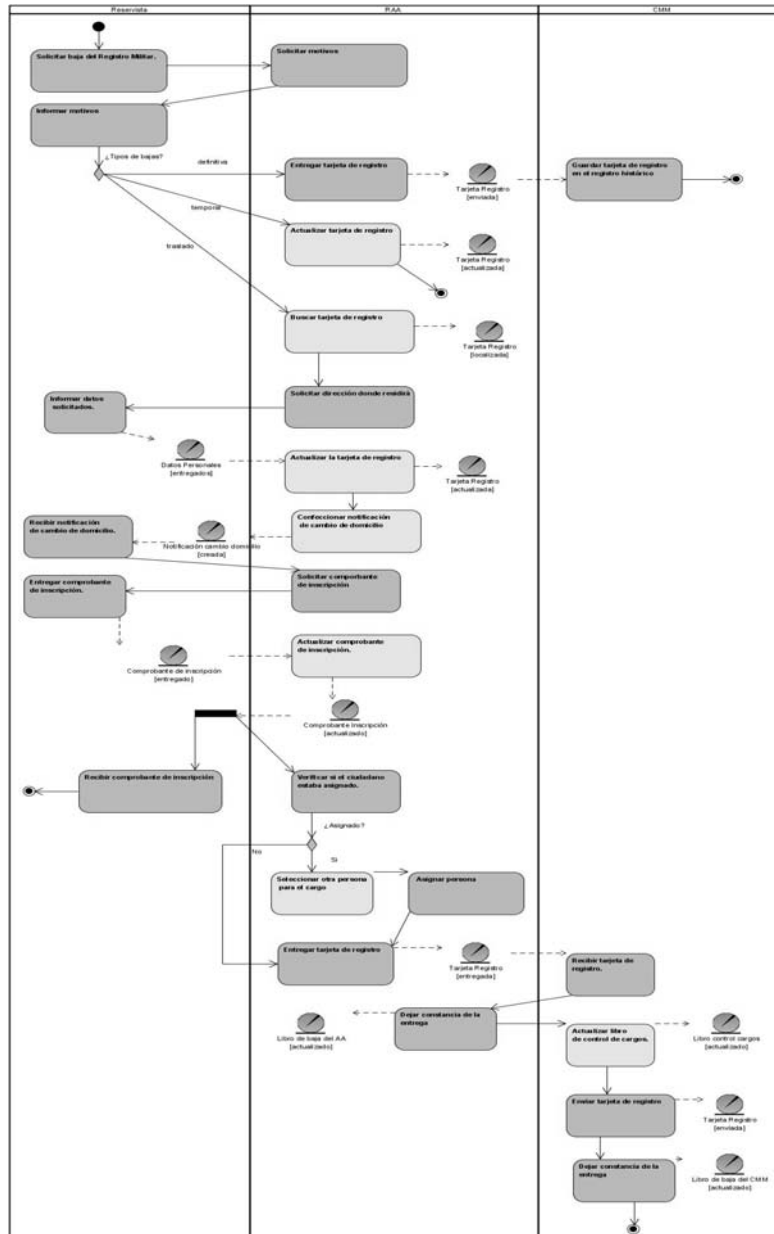 Reservista
RAA
CMM
Solicitar baja del Registro Militar.
Solicitar motivos
Informar motivos
¿Tipos de bajas?
definitiva
Entregar tarjeta de registro
Tarjeta Registro
[enviada]
Guardar tarjeta de registro
en el registro histórico
temporal
Actualizar tarjeta de registro
Tarjeta Registro
[actualizada]
traslado
Buscar tarjeta de registro
Tarjeta Registro
[localizada]
Solicitar dirección donde residirá
Informar datos
solicitados.
Datos Personales
[entregados]
Actualizar la tarjeta de registro
Tarjeta Registro
[actualizada]
Confeccionar notificación
de cambio de domicilio
Recibir notificación
de cambio de domicilio.
Notificación cambio domicilio
[creada]
Solicitar comporbante
de inscripción
Entregar comprobante
de inscripción.
Comprobante de inscripción
[entregado]
Actualizar comprobante
de inscripción.
Comprobante inscripción
[actualizado]
Recibir comprobante de inscripción
Verificar si el ciudadano
estaba asignado.
¿Asignado?
No
Si
Seleccionar otra persona
para el cargo
Asignar persona
Entregar tarjeta de registro
Tarjeta Registro
[entregada]
Recibir tarjeta de
registro.
Dejar constancia de la
entrega
Libro de baja del AA
[actualizado]
Actualizar libro
de control de cargos.
Libro control cargos
[actualizado]
Enviar tarjeta de registro
Tarjeta Registro
[enviada]
Dejar constancia de la
entrega
Libro de baja del CMM
[actualizado]